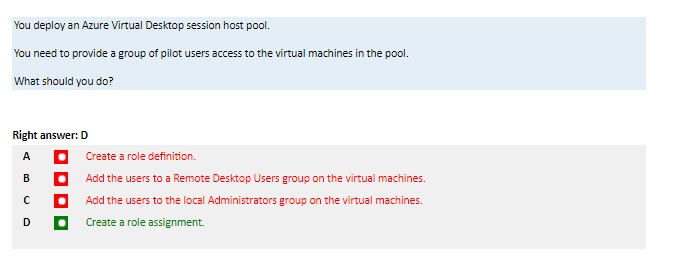 You deploy an Azure Virtual Desktop session host pool.
You need to provide a group of pilot users access to the virtual machines in the pool.
What should you do?
Right answer: D
A Create a role definition.
B Add the users to a Remote Desktop Users group on the virtual machines.
C Add the users to the local Administrators group on the virtual machines.
D Create a role assignment.